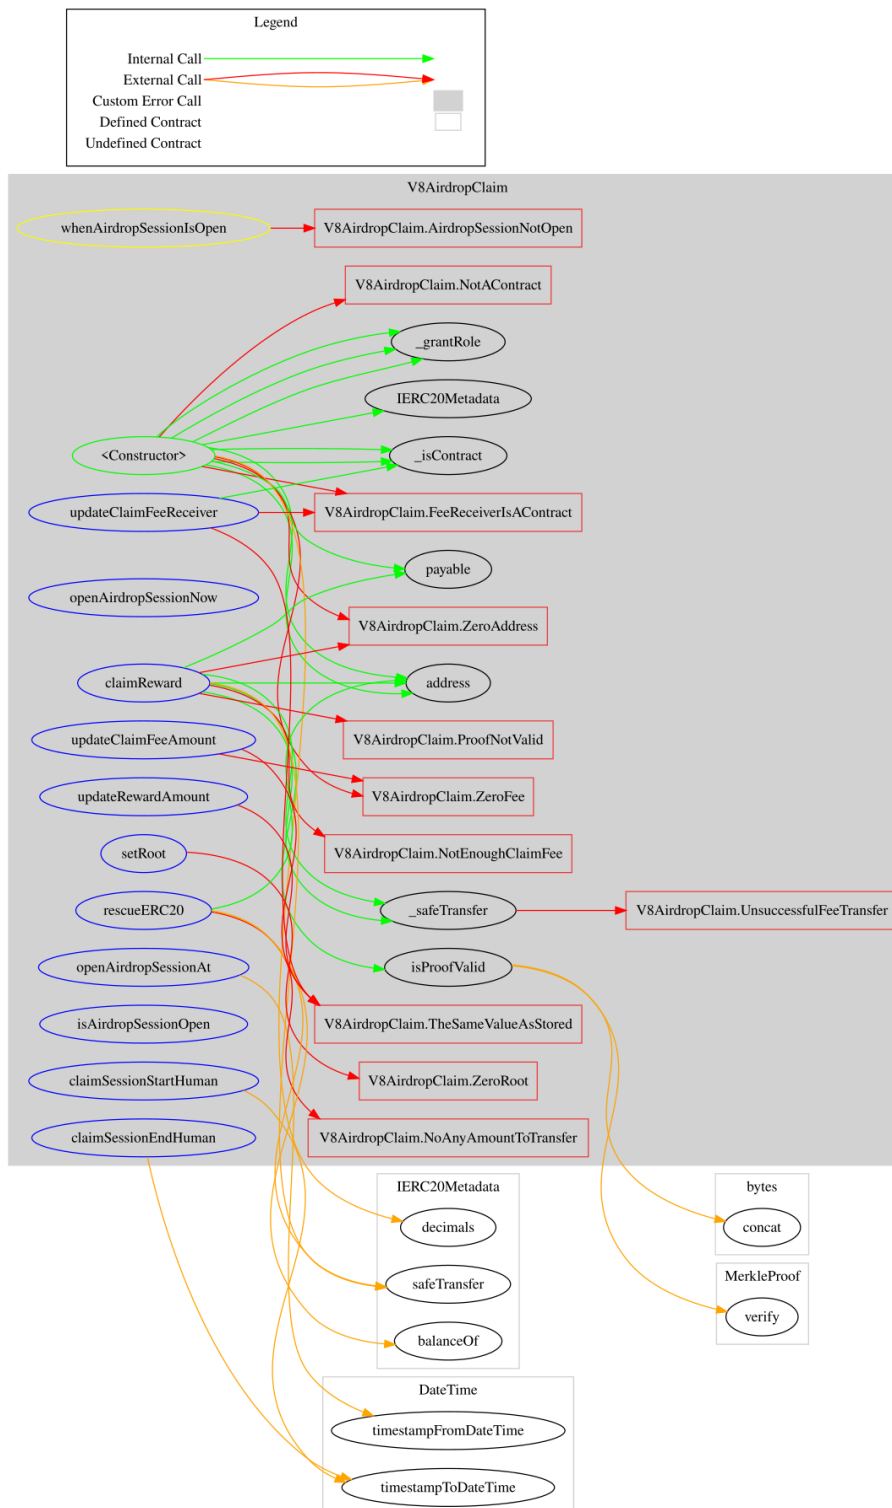 Legend
Internal Call
External Call
Custom Error Call
Defined Contract
Undefined Contract
V8AirdropClaim
whenAirdropSessionIsOpen
V8AirdropClaim.AirdropSessionNotOpen
V8AirdropClaim.NotAContract
_grantRole
IERC20Metadata
<Constructor>
_isContract
updateClaimFeeReceiver
V8AirdropClaim.FeeReceiverIsAContract
payable
openAirdropSessionNow
V8AirdropClaim.ZeroAddress
claimReward
address
updateClaimFeeAmount
V8AirdropClaim.ProofNotValid
updateRewardAmount
V8AirdropClaim.ZeroFee
setRoot
V8AirdropClaim.NotEnoughClaimFee
rescueERC20
_safeTransfer
V8AirdropClaim.UnsuccessfulFeeTransfer
openAirdropSessionAt
isProofValid
isAirdropSessionOpen
V8AirdropClaim.TheSameValueAsStored
claimSessionStartHuman
V8AirdropClaim.ZeroRoot
claimSessionEndHuman
V8AirdropClaim.NoAnyAmountToTransfer
IERC20Metadata
bytes
decimals
concat
MerkleProof
safeTransfer
verify
balanceOf
DateTime
timestampFromDateTime
timestampToDateTime